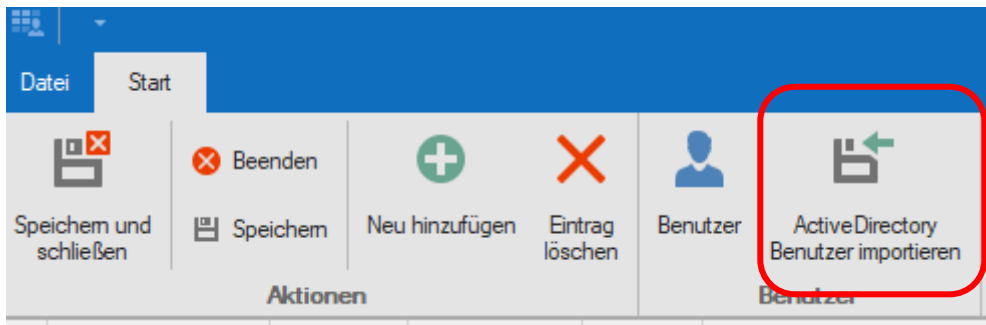 Datei Start
Speichern und
schließen
Beenden
Speichern
Neu hinzufügen
Eintrag
löschen
Benutzer
ActiveDirectory
Benutzer importieren
Aktionen
Benutzer